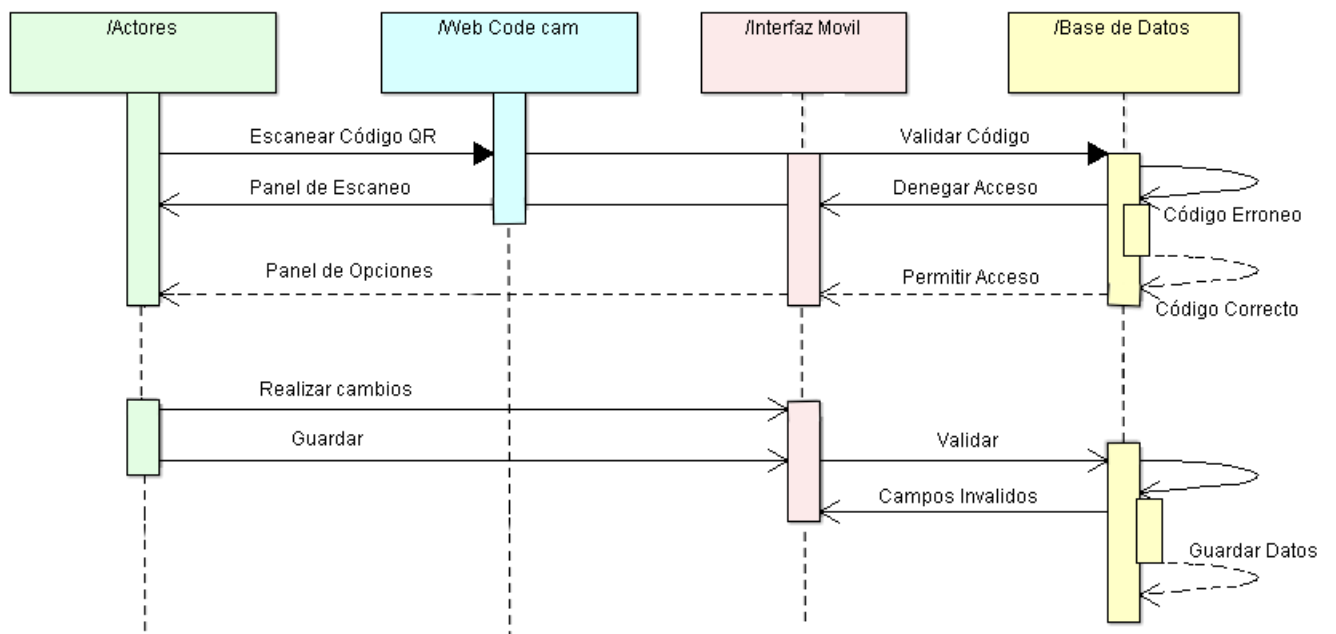 /Actores
/Web Code cam
/Interfaz Movil
/Base de Datos
Escanear Código QR
Validar Código
Panel de Escaneo
Denegar Acceso
Código Erroneo
Panel de Opciones
Permitir Acceso
Código Correcto
Realizar cambios
Guardar
Validar
Campos Invalidos
Guardar Datos